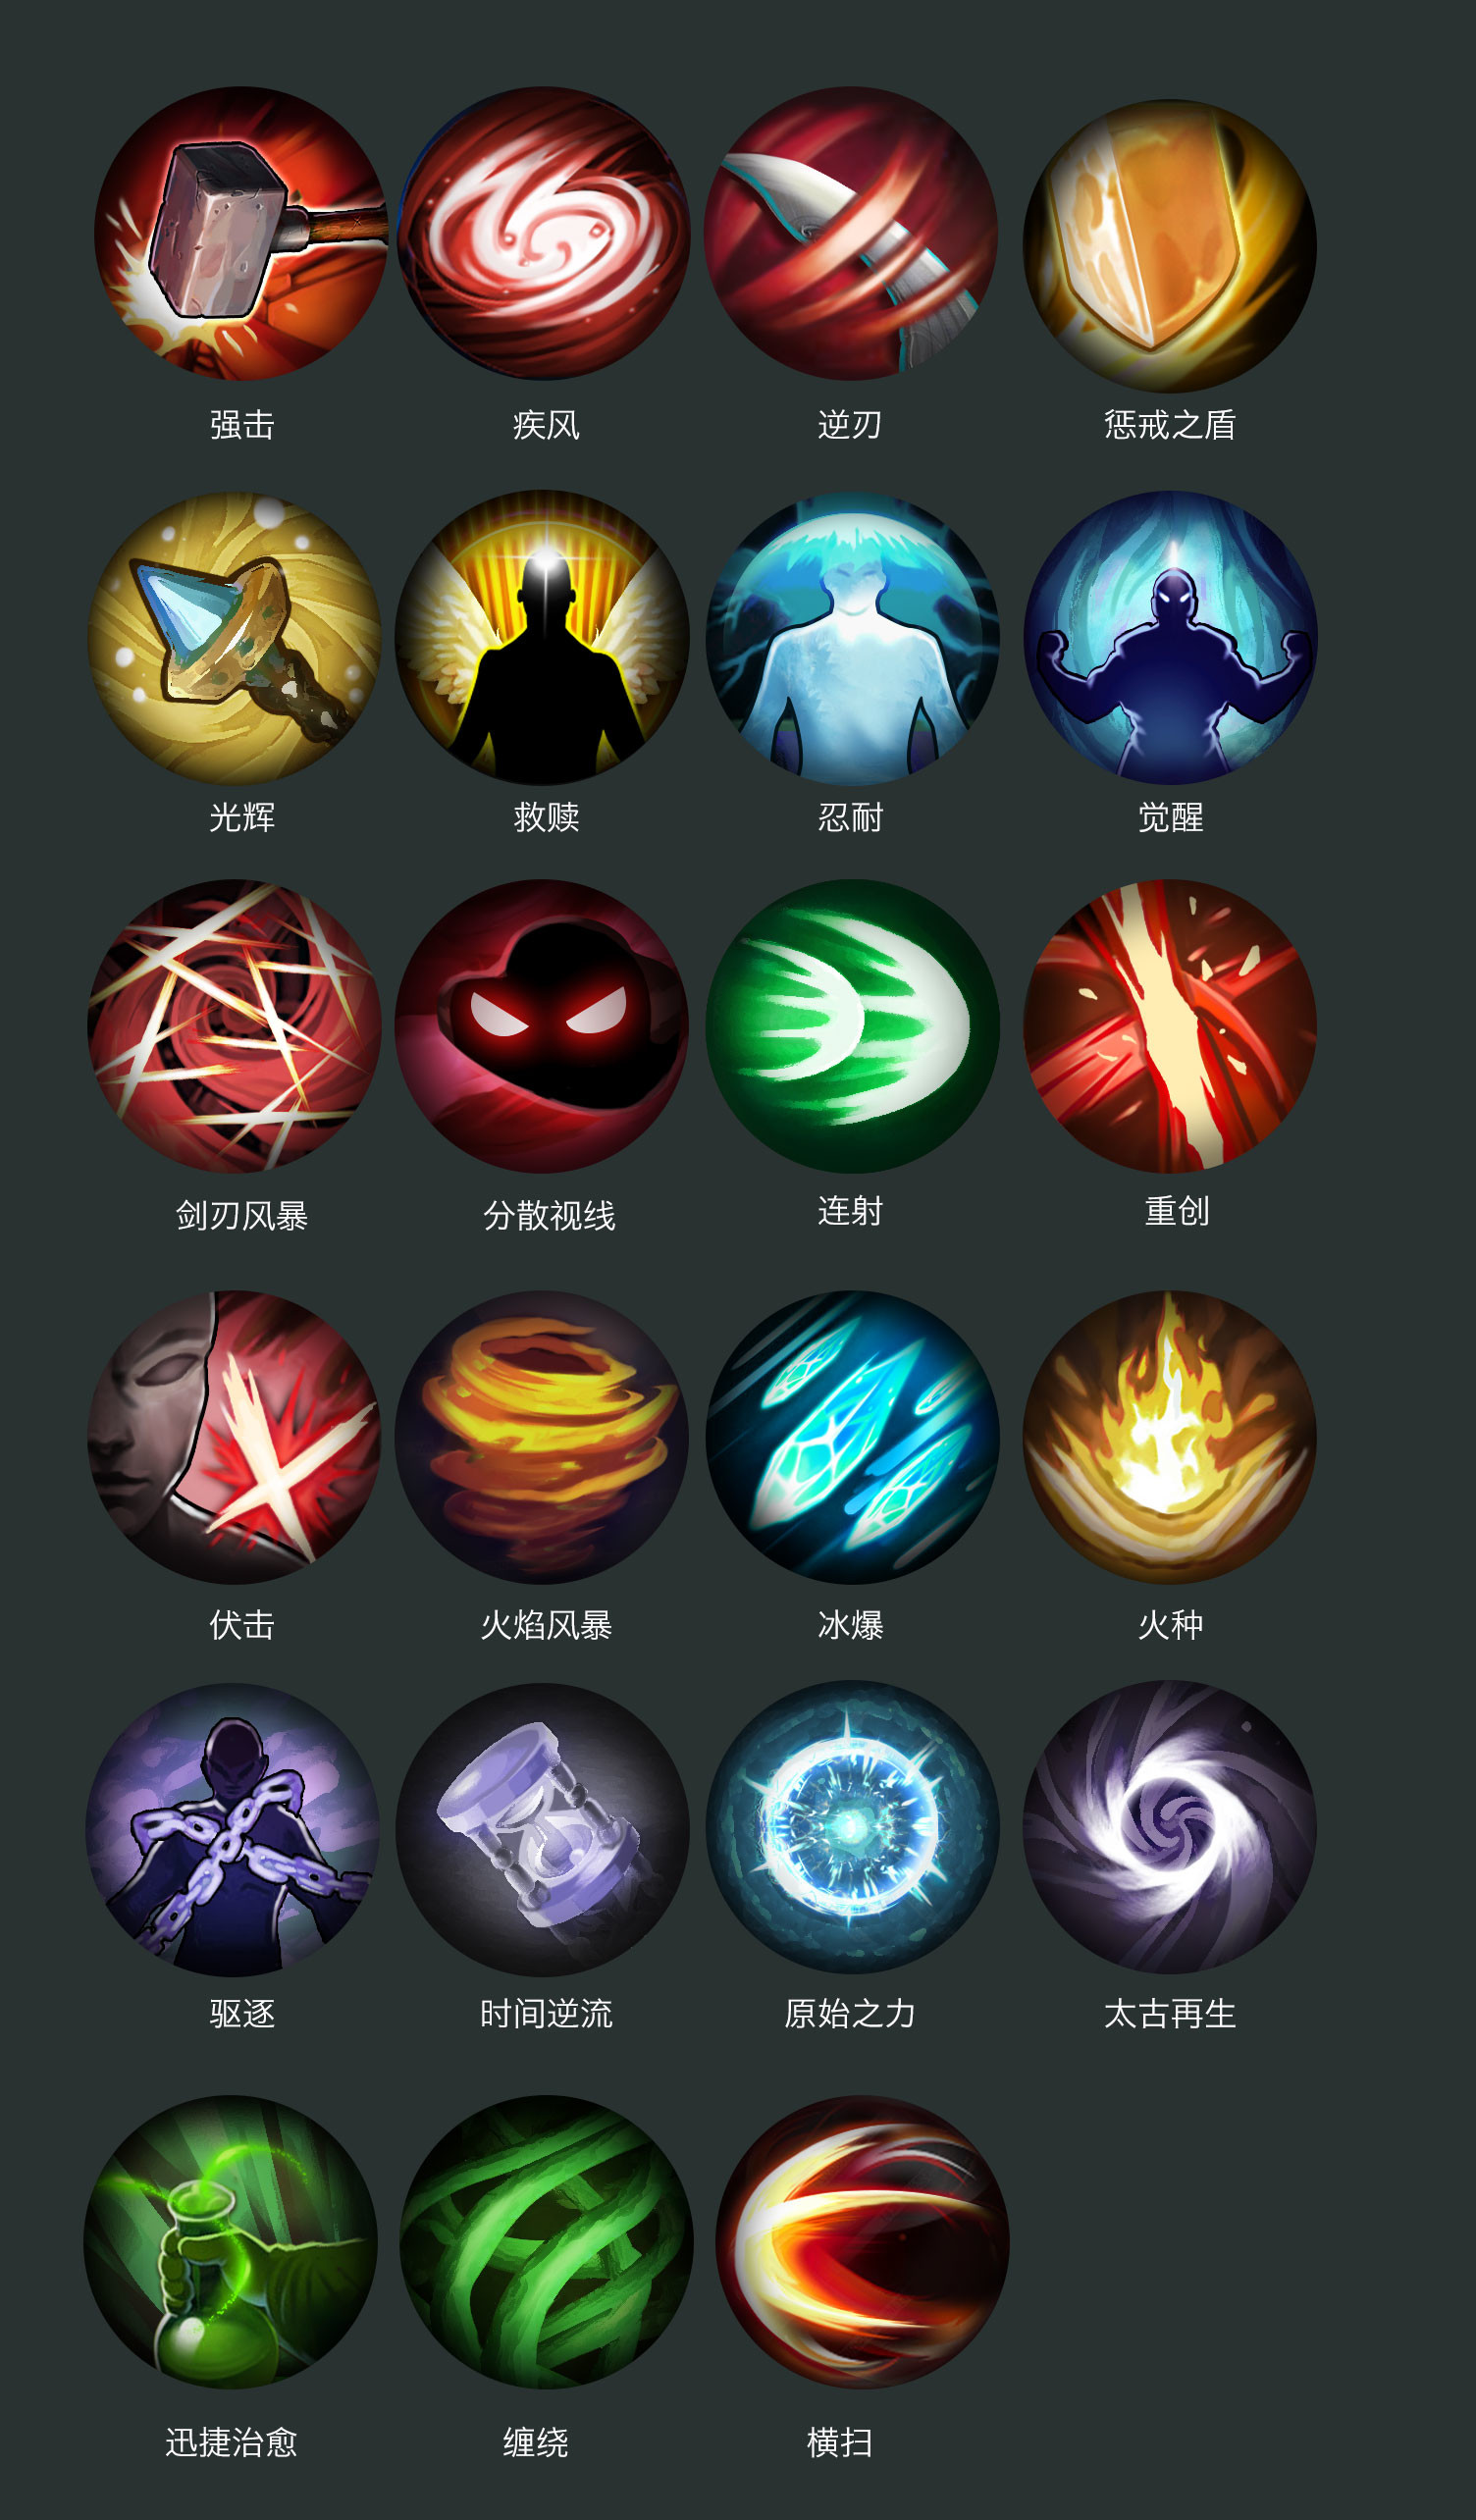 强击
疾风
逆刃
惩戒之盾
光辉
救赎
忍耐
觉醒
剑刃风暴
分散视线
连射
重创
伏击
火焰风暴
冰爆
火种
驱逐
时间逆流
原始之力
太古再生
迅捷治愈
缠绕
横扫